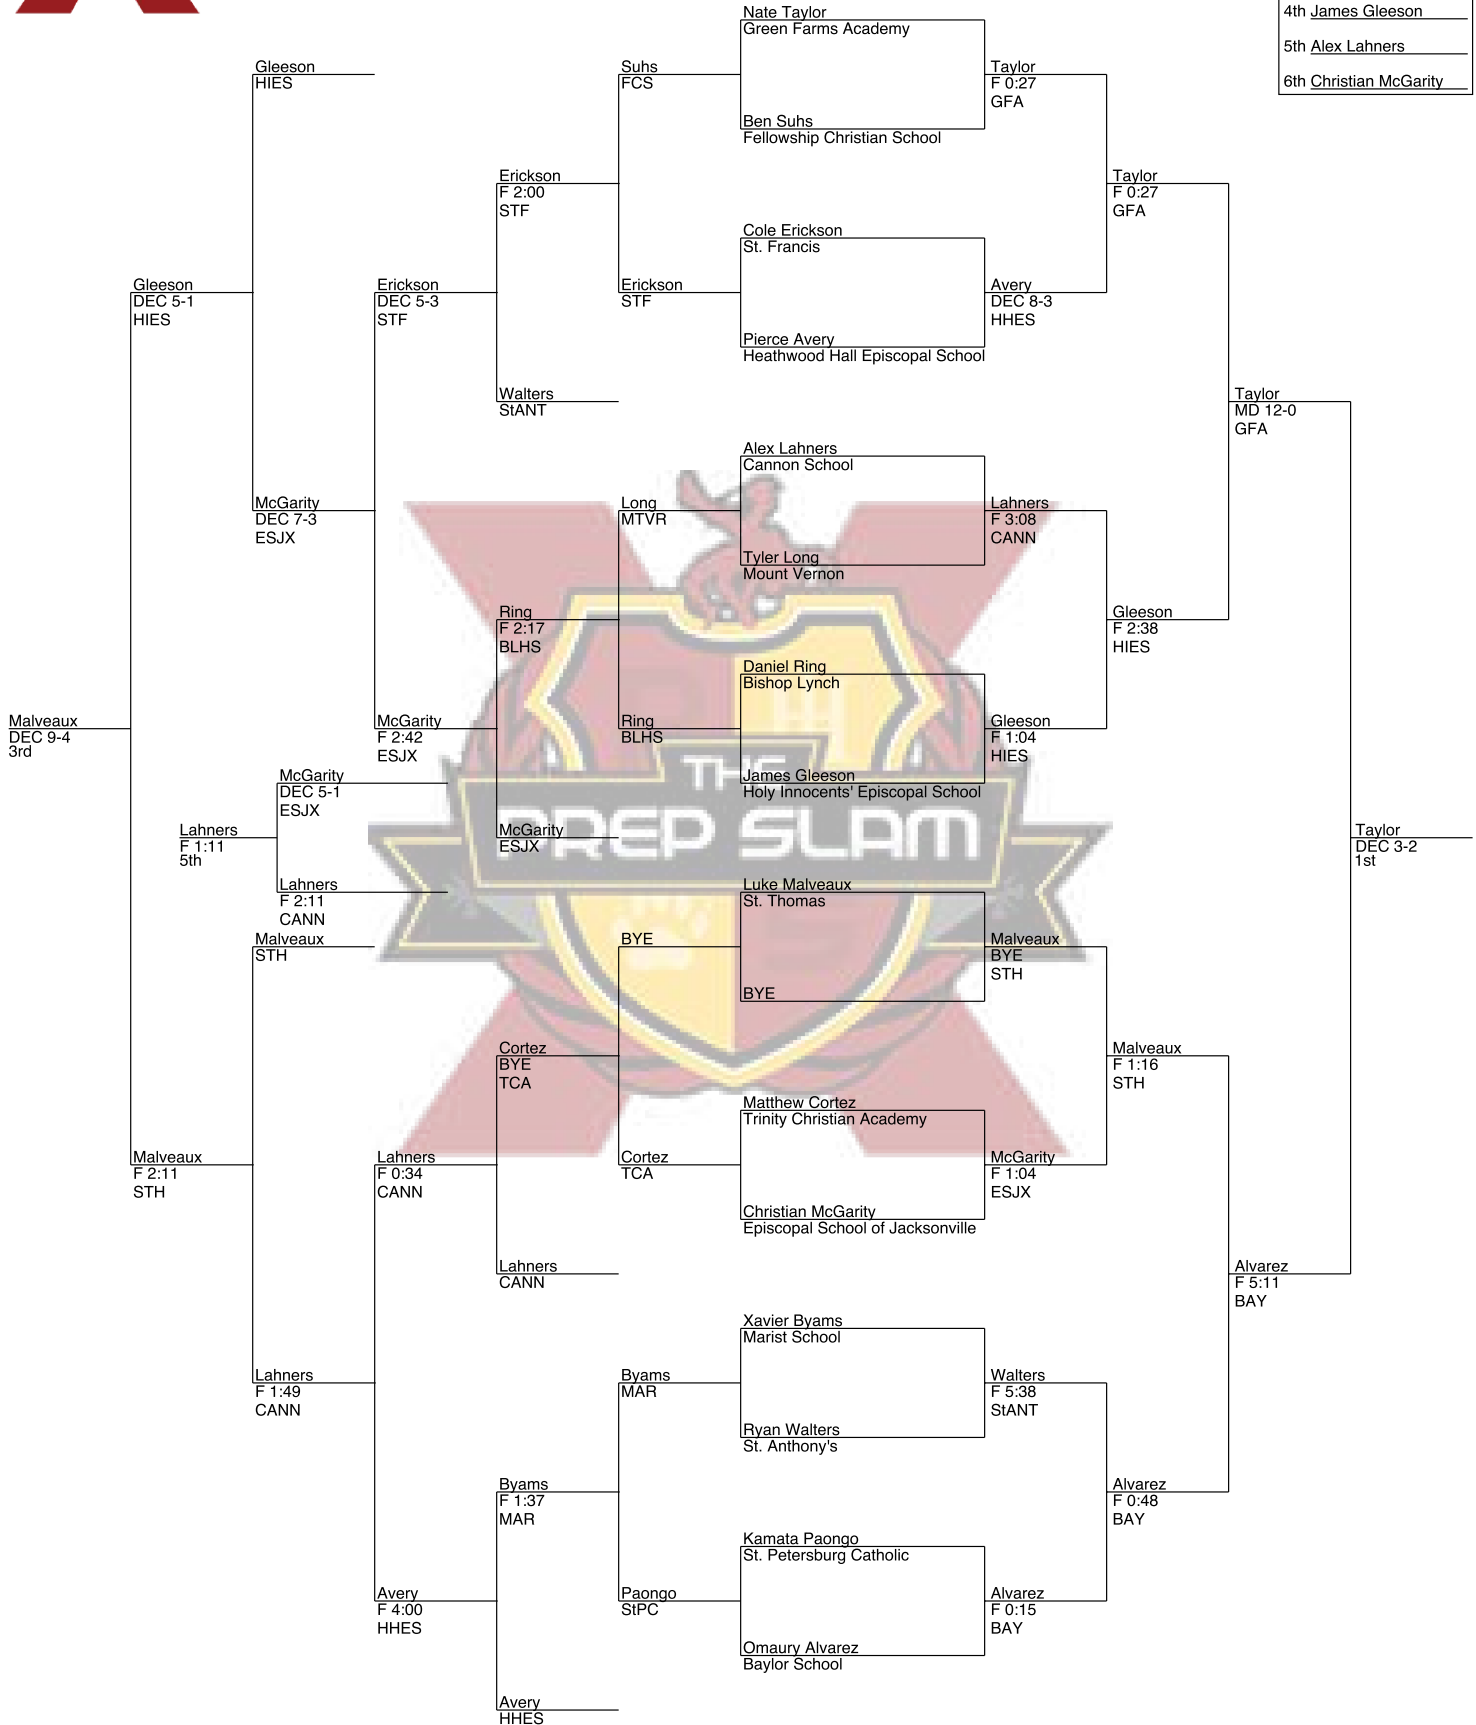 4th James Gleeson
5th Alex Lahners
6th Christian McGarity
Nate Taylor
Green Farms Academy
Ben Suhs
Fellowship Christian School
Cole Erickson
St. Francis
Pierce Avery
Heathwood Hall Episcopal School
Alex Lahners
Cannon School
Tyler Long
Mount Vernon
Daniel Ring
Bishop Lynch
James Gleeson
Holy Innocents' Episcopal School
Luke Malveaux
St. Thomas
BYE
Matthew Cortez
Trinity Christian Academy
Christian McGarity
Episcopal School of Jacksonville
Xavier Byams
Marist School
Ryan Walters
St. Anthony's
Kamata Paongo
St. Petersburg Catholic
Omaury Alvarez
Baylor School
Taylor
F 0:27
GFA
Avery
DEC 8-3
HHES
Lahners
F 3:08
CANN
Gleeson
F 1:04
HIES
Malveaux
BYE
STH
McGarity
F 1:04
ESJX
Walters
F 5:38
StANT
Alvarez
F 0:15
BAY
Taylor
F 0:27
GFA
Gleeson
F 2:38
HIES
Malveaux
F 1:16
STH
Alvarez
F 0:48
BAY
Taylor
MD 12-0
GFA
Alvarez
F 5:11
BAY
Taylor
DEC 3-2
1st
Suhs
FCS
Erickson
STF
Long
MTVR
Ring
BLHS
BYE
Cortez
TCA
Byams
MAR
Paongo
StPC
Erickson
F 2:00
STF
Walters
StANT
Ring
F 2:17
BLHS
McGarity
ESJX
Cortez
BYE
TCA
Lahners
CANN
Byams
F 1:37
MAR
Avery
HHES
Erickson
DEC 5-3
STF
McGarity
F 2:42
ESJX
Lahners
F 0:34
CANN
Avery
F 4:00
HHES
Gleeson
HIES
McGarity
DEC 7-3
ESJX
Malveaux
STH
Lahners
F 1:49
CANN
Gleeson
DEC 5-1
HIES
Malveaux
F 2:11
STH
Malveaux
DEC 9-4
3rd
McGarity
DEC 5-1
ESJX
Lahners
F 2:11
CANN
Lahners
F 1:11
5th
THE
PREP SLAM